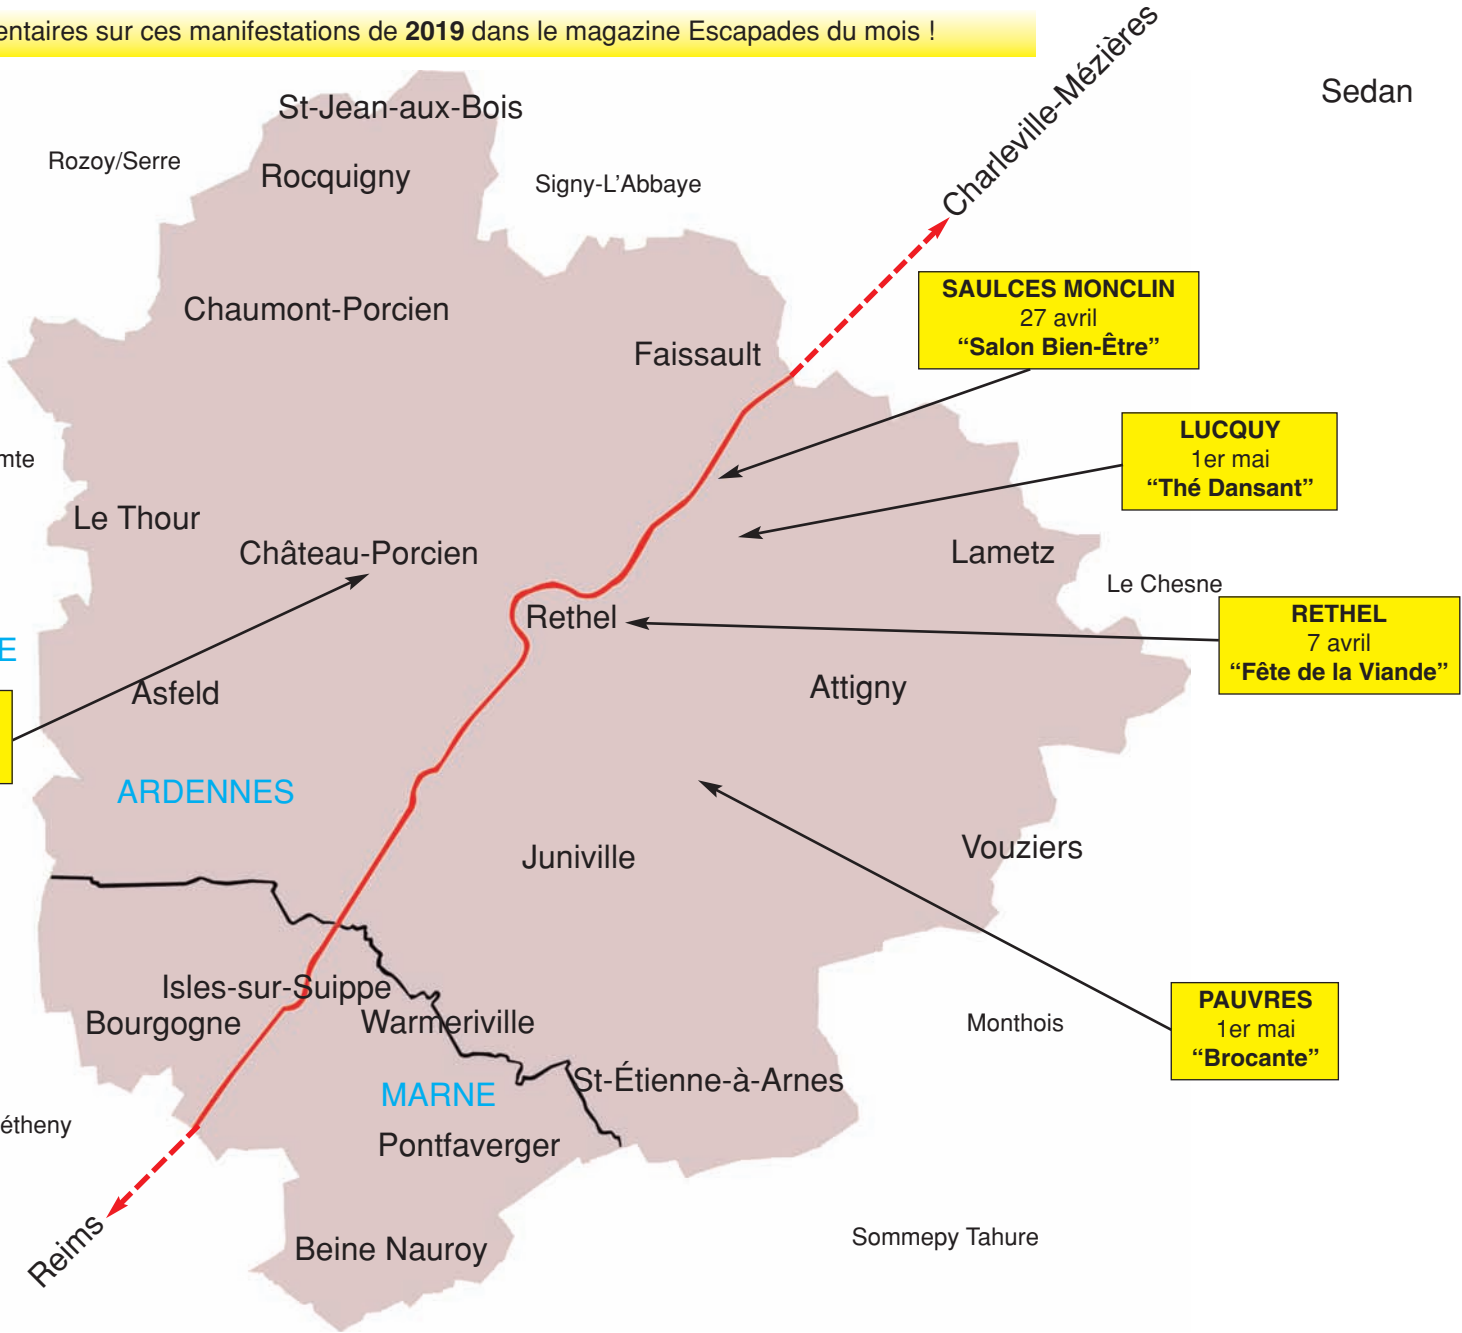 sur ces manifestations de 2019 dans le magazine Escapades du mois !
Charleville-Mézières
Sedan
St-Jean-aux-Bois
Rozoy/Serre
Rocquigny
Signy-L'Abbaye
SAULCES MONCLIN
27 avril
“Salon Bien-Être”
Chaumont-Porcien
Faissault
LUCQUY
1er mai
“Thé Dansant”
Le Thour
Château-Porcien
Lametz
Le Chesne
RETHEL
7 avril
“Fête de la Viande”
Rethel
Asfeld
Attigny
ARDENNES
Juniville
Vouziers
Isles-sur-Suippe
Bourgogne
Warmeriville
Monthois
PAUVRES
1er mai
“Brocante”
St-Étienne-à-Arnes
MARNE
Pontfaverger
Reims
Beine Nauroy
Sommepy Tahure